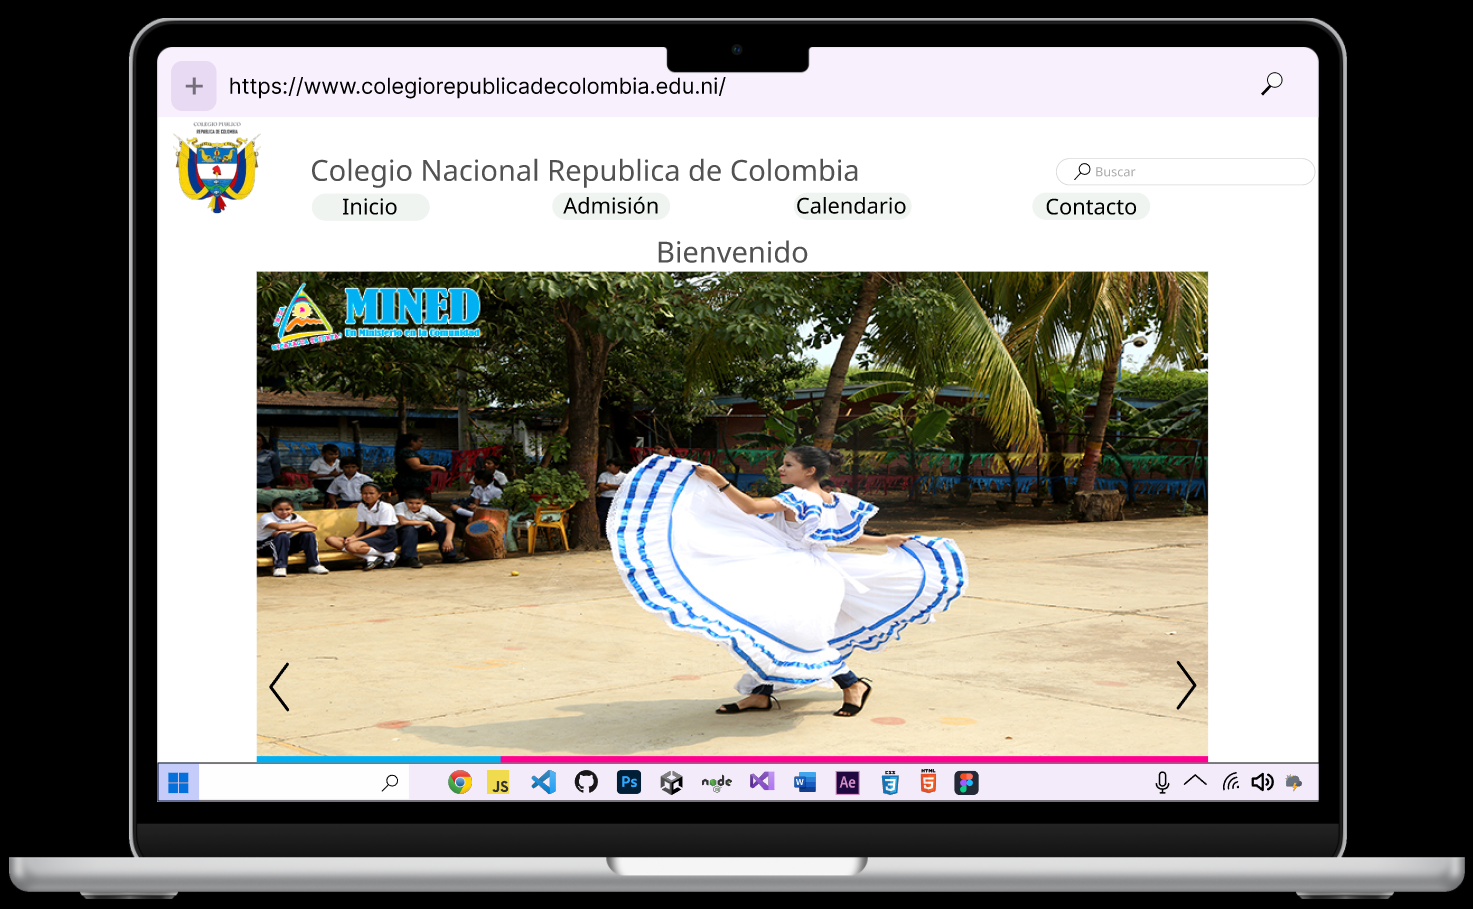 https://www.colegiorepublicadecolombia.edu.ni/
COLEGIO PUBLICO
REPUBLICA DE COLOMBIA
Colegio Nacional Republica de Colombia
Buscar
Inicio
Admisión
Calendario
Contacto
Bienvenido
MINED
Un Ministerio en la Comunidad
JS
Ps
node
W
Ae
CSS
3
HTML
5